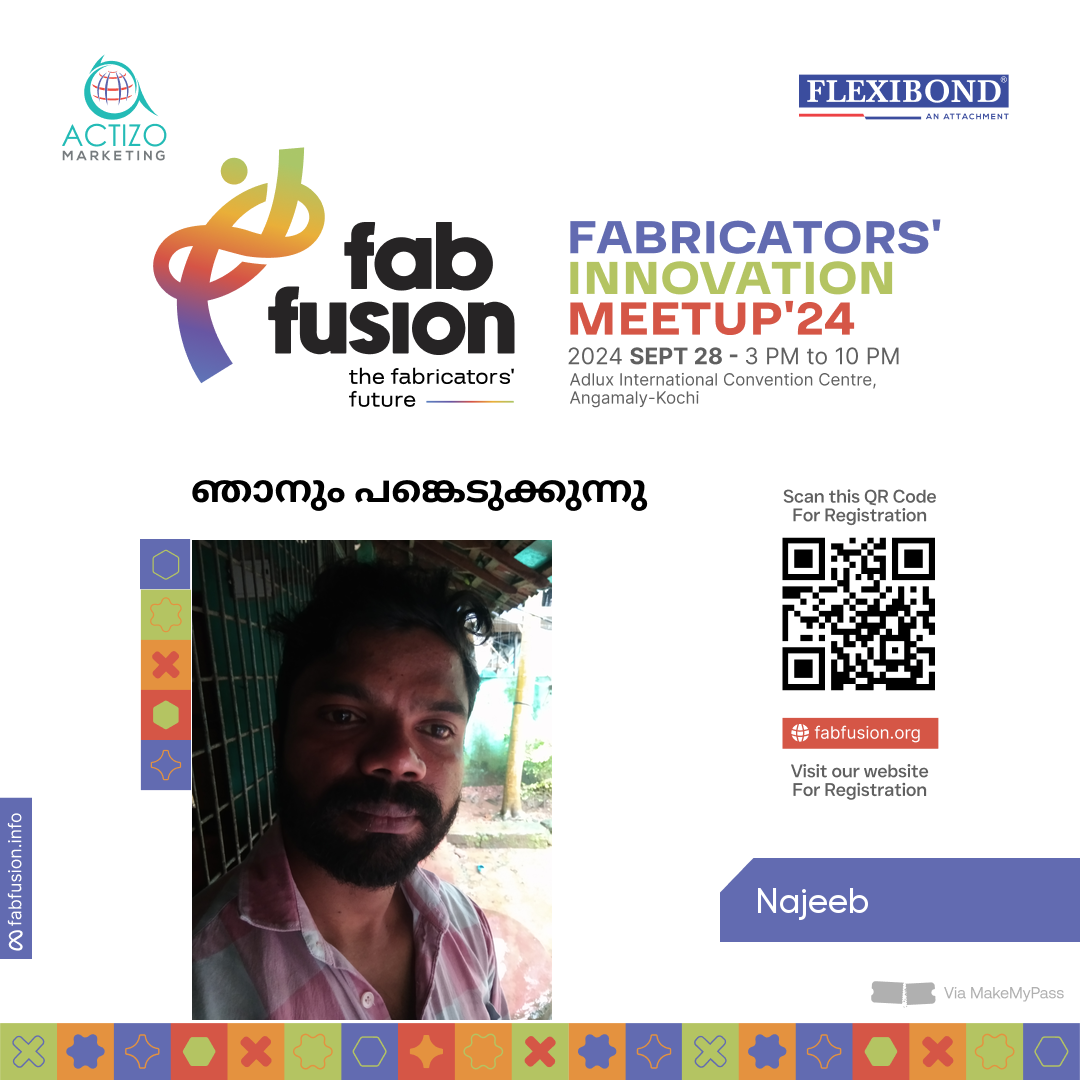 ACTIZO
MARKETING
FLEXIBOND®
AN ATTACHMENT
fab
fusion
the fabricators'
future
FABRICATORS'
INNOVATION
MEETUP'24
2024 SEPT 28 - 3 PM to 10 PM
Adlux International Convention Centre,
Angamaly-Kochi
ഞാനും പങ്കെടുക്കുന്നു
Scan this QR Code
For Registration
fabfusion.org
Visit our website
For Registration
fabfusion.info
Najeeb
Via MakeMyPass